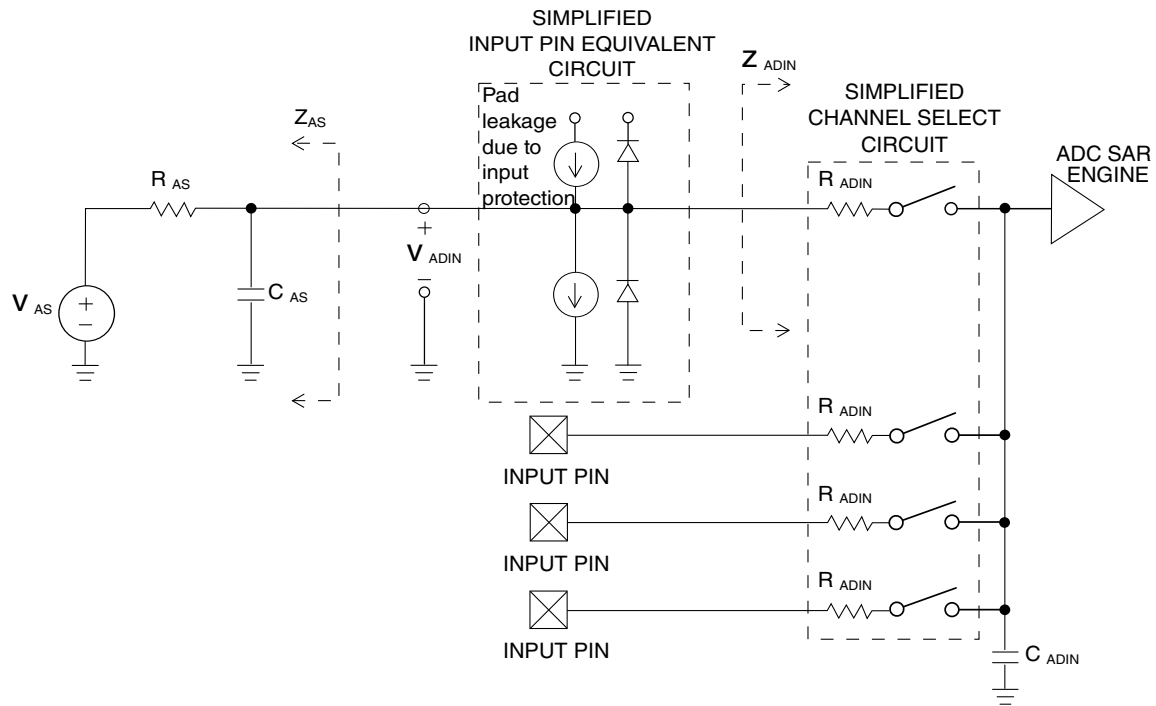 SIMPLIFIED
INPUT PIN EQUIVALENT
CIRCUIT
Pad
leakage
due to
input
protection
Z ADIN
SIMPLIFIED
CHANNEL SELECT
CIRCUIT
ADC SAR
ENGINE
Z AS
R AS
R ADIN
+
V ADIN
−
C AS
V AS
+
−
R ADIN
INPUT PIN
R ADIN
INPUT PIN
R ADIN
INPUT PIN
C ADIN